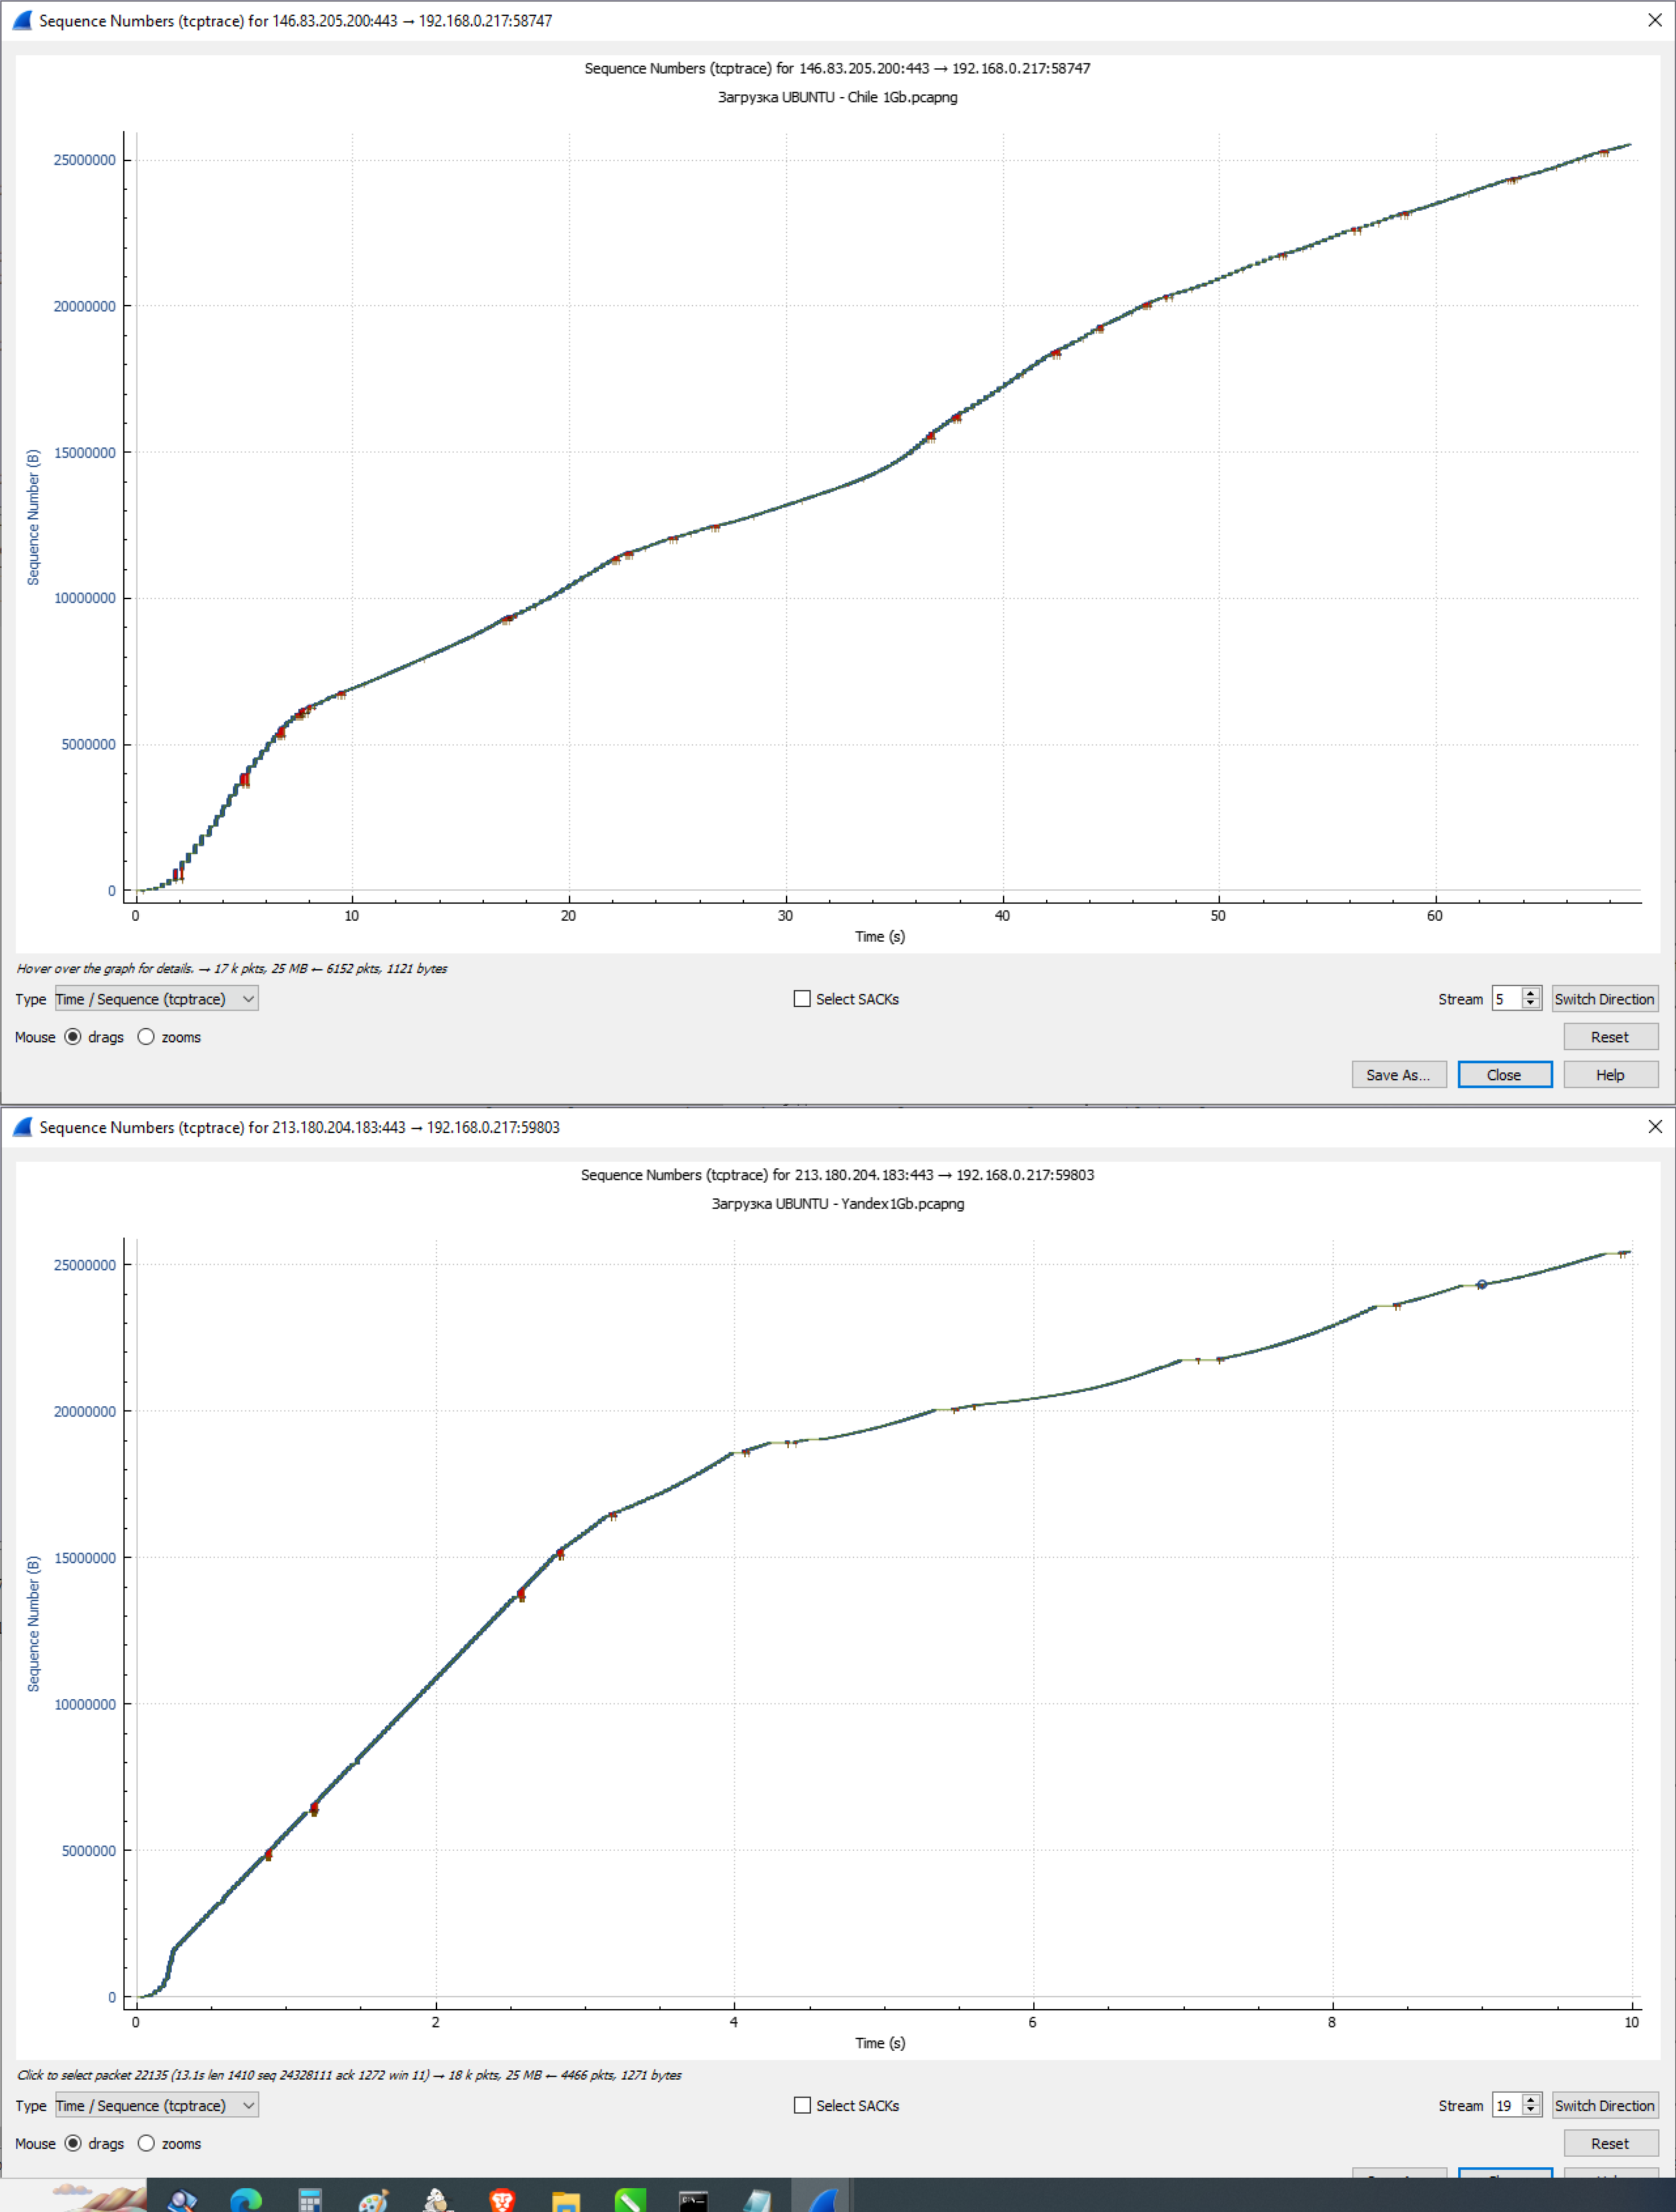 Sequence Numbers (tcptrace) for 146.83.205.200:443 → 192.168.0.217:58747
Sequence Numbers (tcptrace) for 146.83.205.200:443 → 192.168.0.217:58747
Загрузка UBUNTU - Chile 1Gb.pcapng
25000000
20000000
15000000
10000000
5000000
0
Sequence Number (B)
0 10 20 30 40 50 60
Time (s)
Hover over the graph for details. → 17 k pkts, 25 MB ← 6152 pkts, 1121 bytes
Type Time / Sequence (tcptrace) Select SACKs Stream 5 Switch Direction
Mouse drags zooms Reset
Save As... Close Help
Sequence Numbers (tcptrace) for 213.180.204.183:443 → 192.168.0.217:59803
Sequence Numbers (tcptrace) for 213.180.204.183:443 → 192.168.0.217:59803
Загрузка UBUNTU - Yandex1Gb.pcapng
25000000
20000000
15000000
10000000
5000000
0
Sequence Number (B)
0 2 4 6 8 10
Time (s)
Click to select packet 22135 (13.1s len 1410 seq 24328111 ack 1272 win 11) → 18 k pkts, 25 MB ← 4466 pkts, 1271 bytes
Type Time / Sequence (tcptrace) Select SACKs Stream 19 Switch Direction
Mouse drags zooms Reset